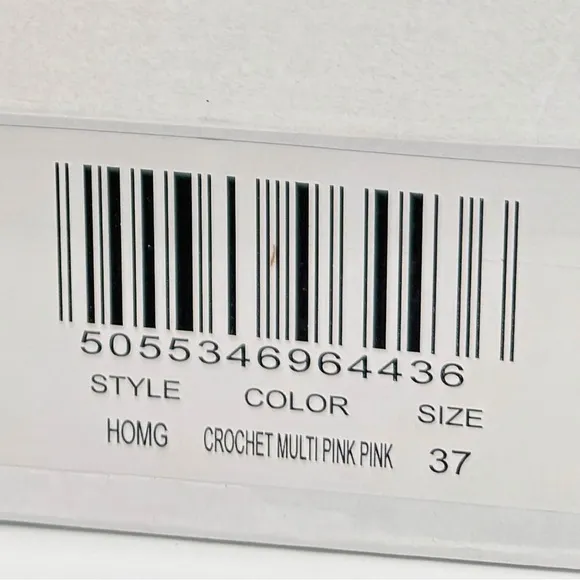 5055346964436
STYLE COLOR SIZE
HOMG CROCHET MULTI PINK PINK 37